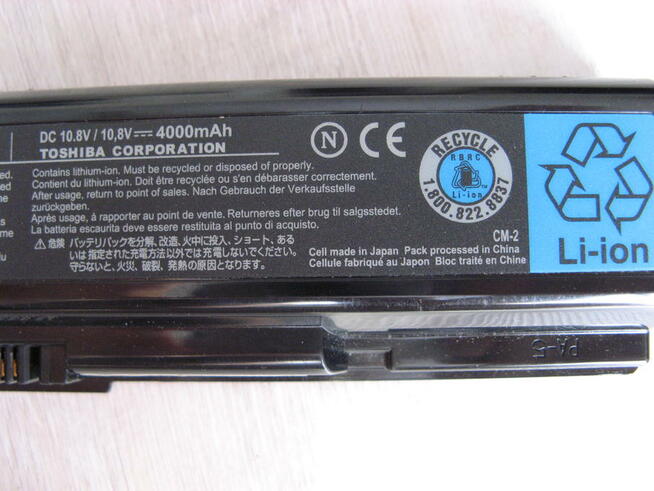 DC 10.8V / 10,8V 4000mAh
TOSHIBA CORPORATION
Contains lithium-ion. Must be recycled or disposed of properly.
Contient du lithium-ion. Doit être recyclée ou mise au rebut
After use, return to point of sales. Nach Gebrauch der Verkaufsstelle
zurückgeben.
Après usage, à rapporter au point de vente. Returneres efter brug til salgsstedet.
La batteria esaurita deve essere restituita al punto di vendita.
⚠危険 バッテリパックを分解、改造、火中に投入、ショート、ある
いは指定された充電方法以外では充電しないでください。
守らないと、火災、破裂、発熱の原因となります。
N
CE
RECYCLE
RBRC
Li-ion
1.800.822.8837
CM-2
Cell made in Japan Pack processed in China
Cellule fabriqué au Japon Bloc traité en China
Li-ion
PA-5